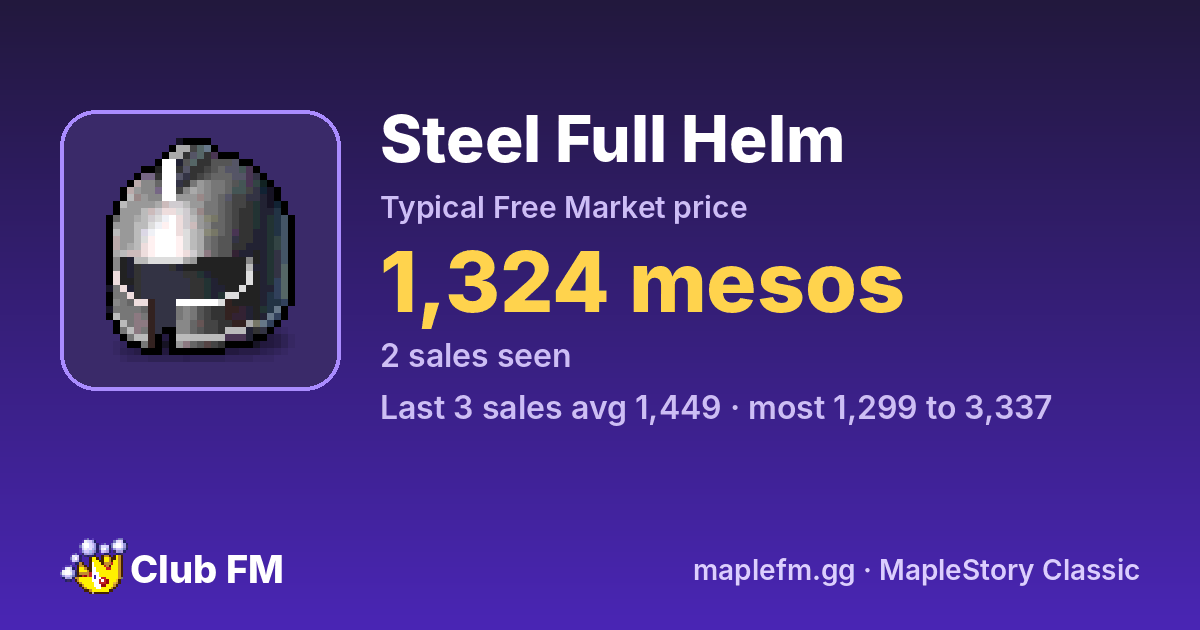 Steel Full Helm
Typical Free Market price
1,324 mesos
2 sales seen
Last 3 sales avg 1,449 · most 1,299 to 3,337
Club FM
maplefm.gg · MapleStory Classic